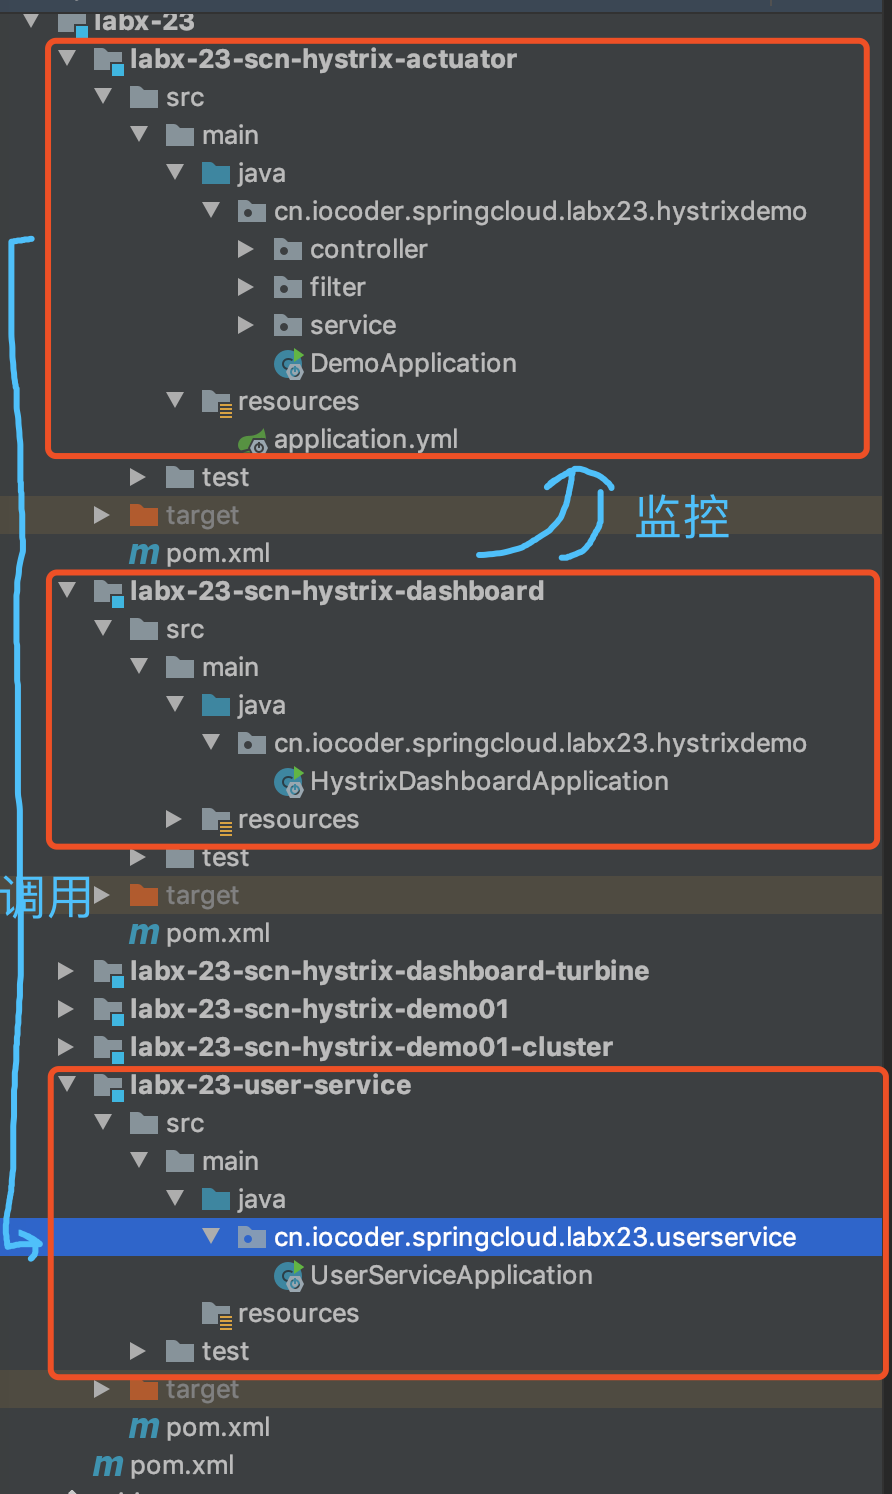 labx-23
labx-23-scn-hystrix-actuator
src
main
java
cn.iocoder.springcloud.labx23.hystrixdemo
controller
filter
service
DemoApplication
resources
application.yml
test
target
监控
pom.xml
labx-23-scn-hystrix-dashboard
src
main
java
cn.iocoder.springcloud.labx23.hystrixdemo
HystrixDashboardApplication
resources
test
调用
target
pom.xml
labx-23-scn-hystrix-dashboard-turbine
labx-23-scn-hystrix-demo01
labx-23-scn-hystrix-demo01-cluster
labx-23-user-service
src
main
java
cn.iocoder.springcloud.labx23.userservice
UserServiceApplication
resources
test
target
pom.xml
pom.xml